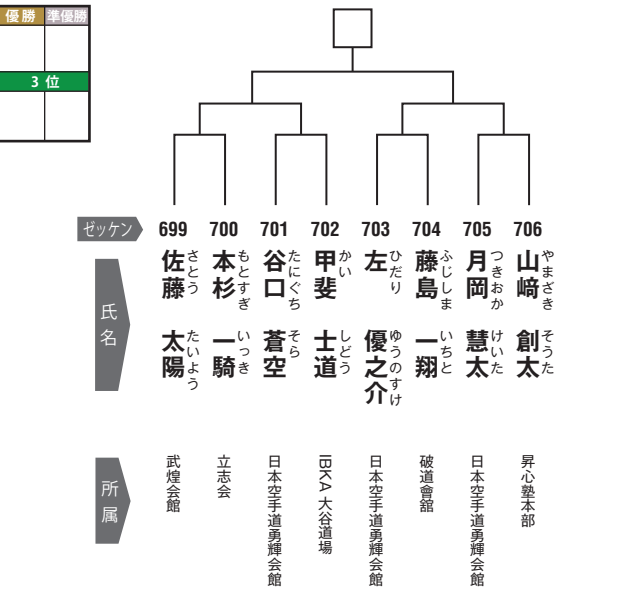 優勝 準優勝
3 位
ゼッケン 699 700 701 702 703 704 705 706
氏名
佐藤 太陽 さとう たいよう
本杉 一騎 もとすぎ いっき
谷口 蒼空 たにぐち そら
甲斐 士道 かい しどう
左 優之介 ひだり ゆうのすけ
藤島 一翔 ふじしま いちと
月岡 慧太 つきおか けいた
山﨑 創太 やまざき そうた
所属
武煌会館
立志会
日本空手道勇輝会館
IBKA 大谷道場
日本空手道勇輝会館
破道會舘
日本空手道勇輝会館
昇心塾本部